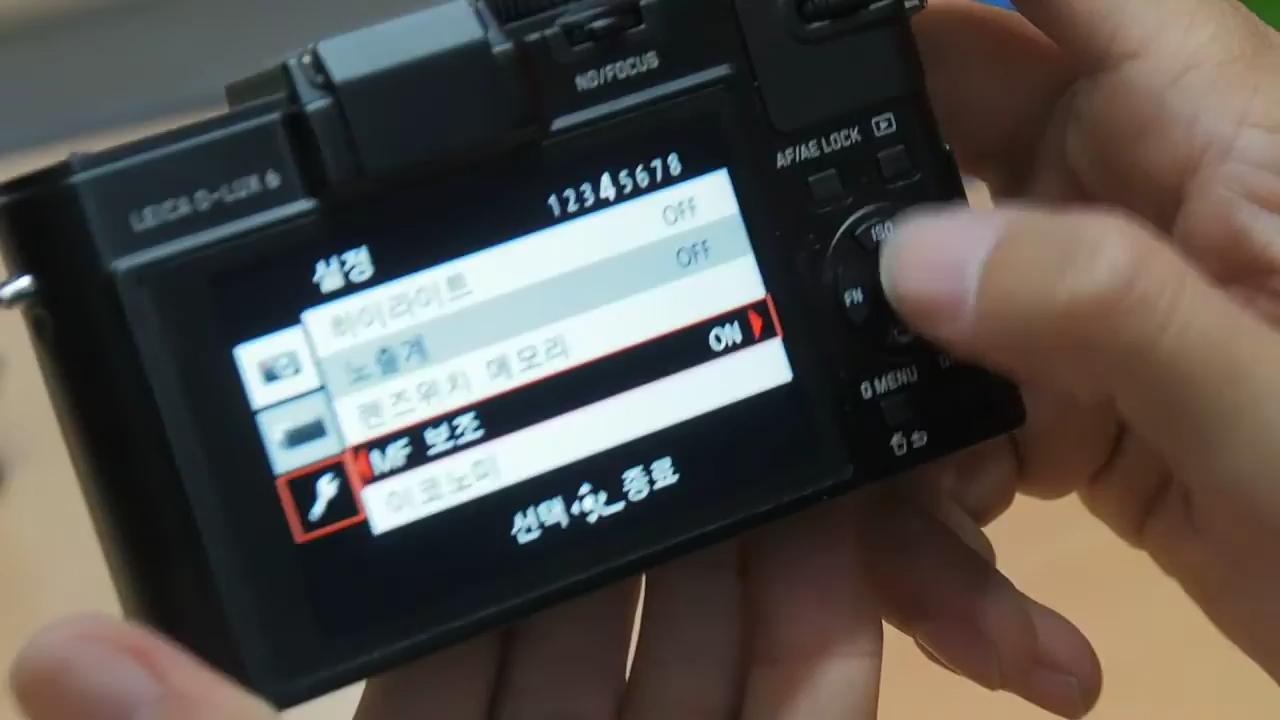 ND/FOCUS
AF/AE LOCK
LEICA D-LUX 6
12345678
설정
하이라이트 OFF
노출계 OFF
렌즈위치 메모리
MF 보조 ON
이코노미
선택 종료
ISO
FN
MENU